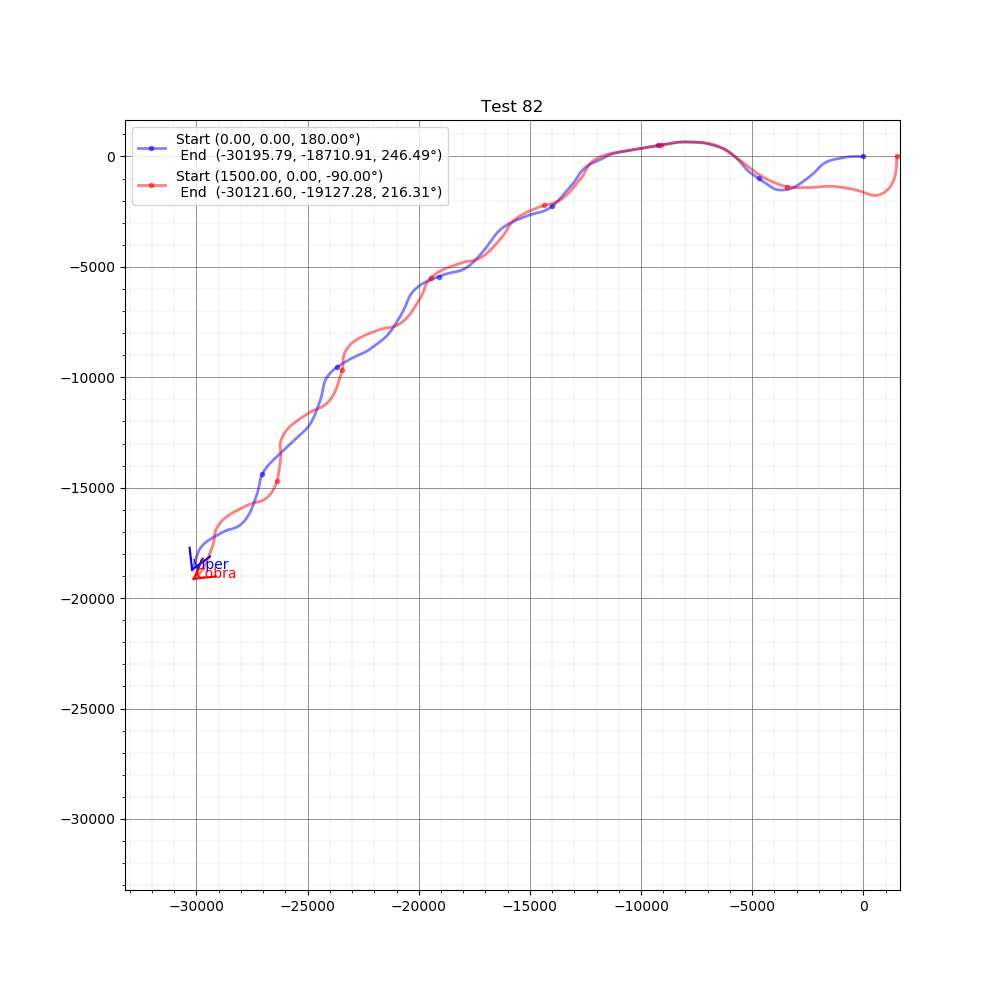 Test 82
Start (0.00, 0.00, 180.00°)
End (-30195.79, -18710.91, 246.49°)
Start (1500.00, 0.00, -90.00°)
End (-30121.60, -19127.28, 216.31°)
0
−5000
−10000
−15000
−20000
−25000
−30000
Viper
Cobra
−30000 −25000 −20000 −15000 −10000 −5000 0